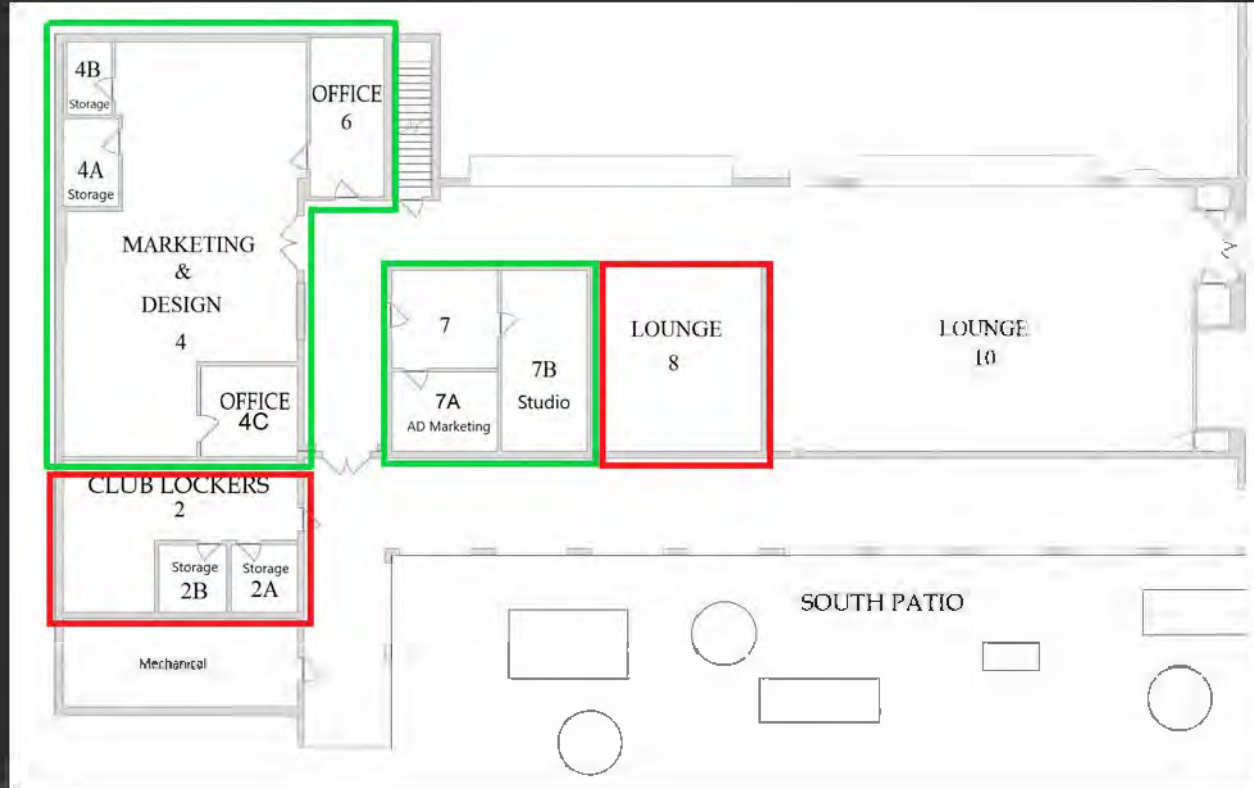 4B
Storage
4A
Storage
OFFICE
6
MARKETING
&
DESIGN
4
OFFICE
4C
7
7A
AD Marketing
7B
Studio
LOUNGE
8
LOUNGE
10
CLUB LOCKERS
2
Storage
2B
Storage
2A
Mechanical
SOUTH PATIO